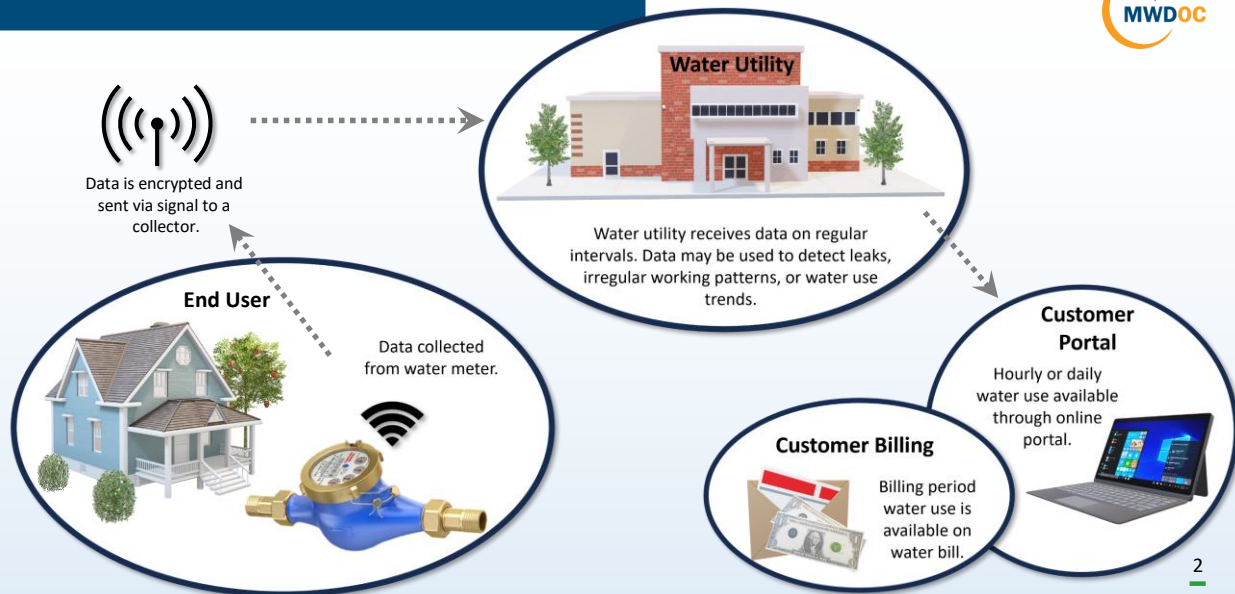 MWDOC
Water Utility
Data is encrypted and
sent via signal to a
collector.
Water utility receives data on regular
intervals. Data may be used to detect leaks,
irregular working patterns, or water use
trends.
End User
Data collected
from water meter.
Customer
Portal
Hourly or daily
water use available
through online
portal.
Customer Billing
Billing period
water use is
available on
water bill.
2